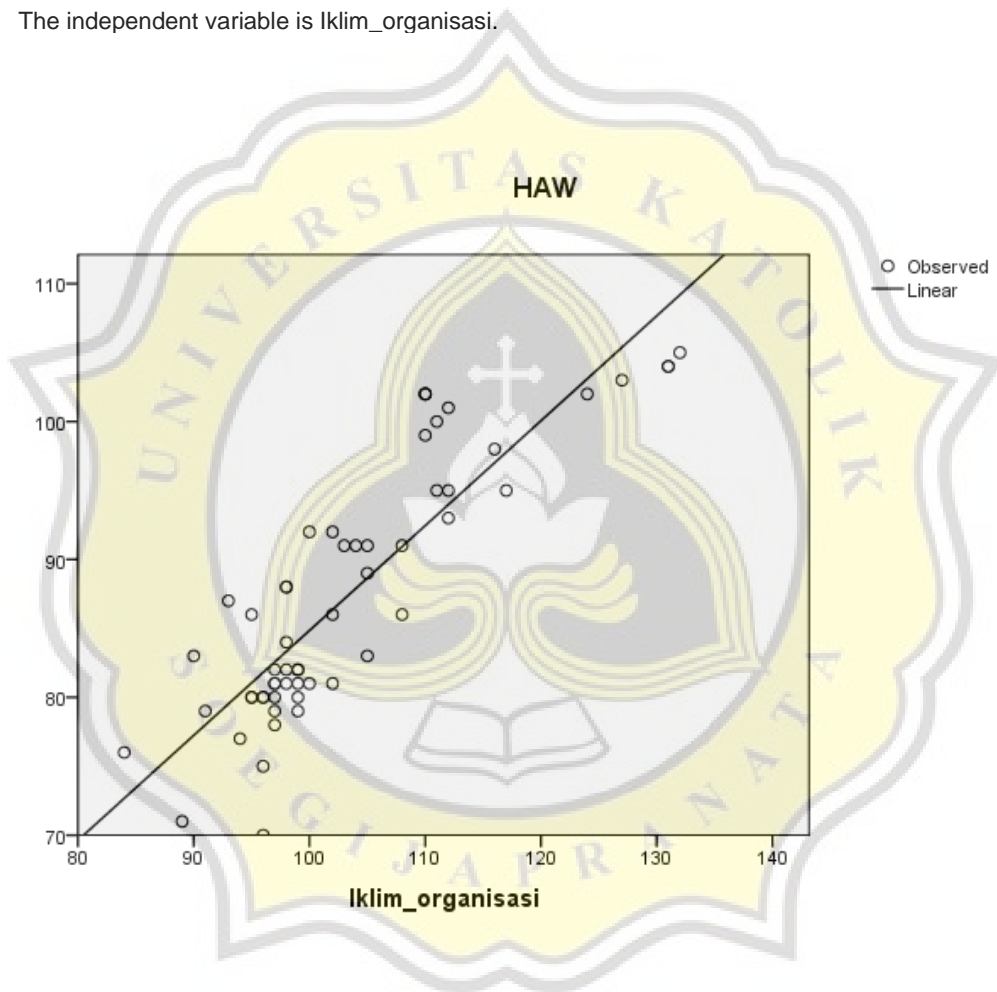 The independent variable is Iklim_organisasi.
UNIVERSITAS KATOLIK
HAW
Observed
Linear
110
100
90
80
70
80 90 100 110 120 130 140
Iklim_organisasi
SOEGIJAPRANATA